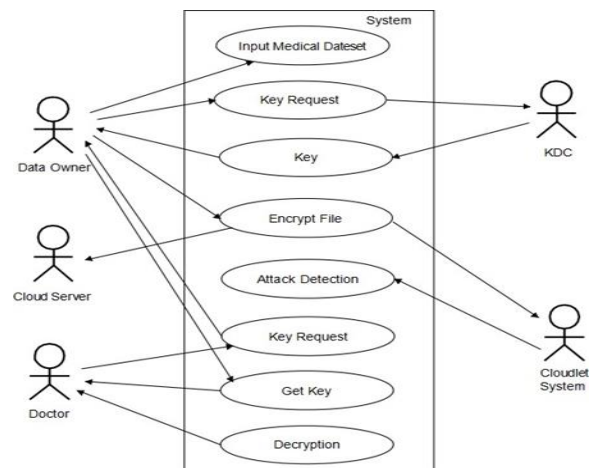 System
Input Medical Dateset
Key Request
Data Owner
KDC
Key
Encrypt File
Cloud Server
Attack Detection
Key Request
Cloudlet
System
Doctor
Get Key
Decryption